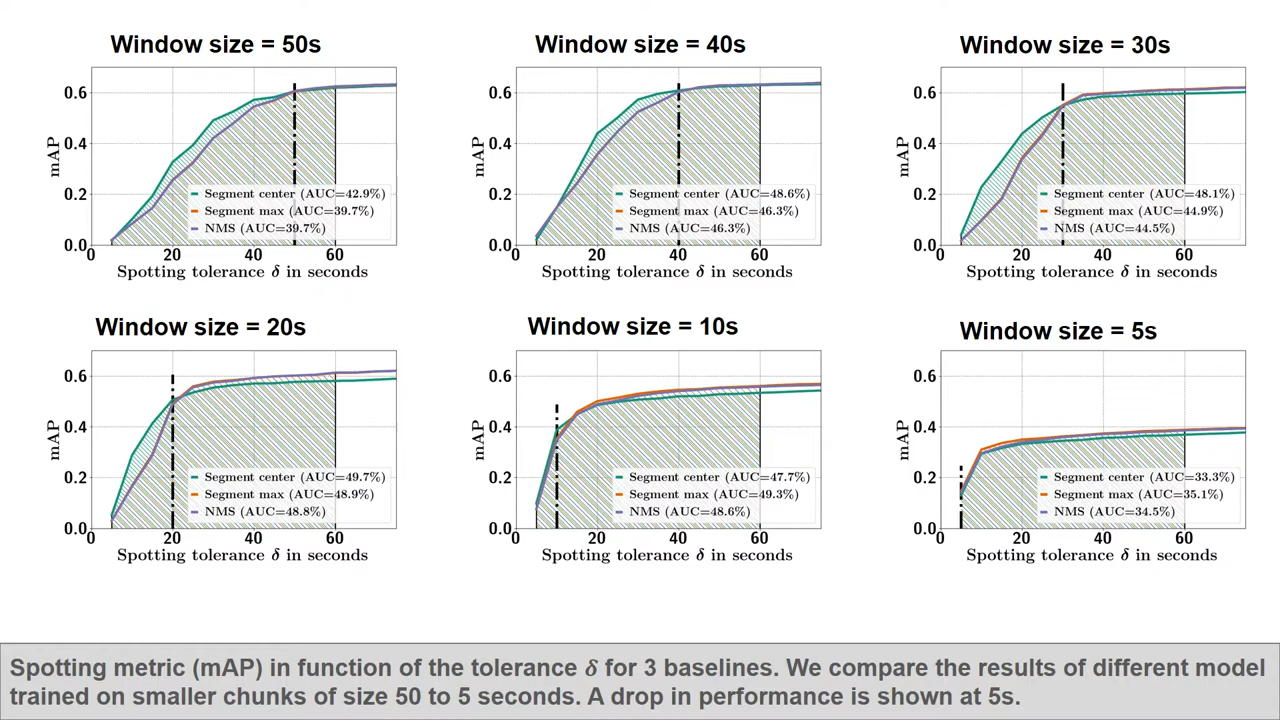 Window size = 50s
Window size = 40s
Window size = 30s
mAP
0.6
0.4
0.2
0.0
Segment center (AUC=42.9%)
Segment max (AUC=39.7%)
NMS (AUC=39.7%)
0 20 40 60
Spotting tolerance δ in seconds
mAP
0.6
0.4
0.2
0.0
Segment center (AUC=48.6%)
Segment max (AUC=46.3%)
NMS (AUC=46.3%)
0 20 40 60
Spotting tolerance δ in seconds
mAP
0.6
0.4
0.2
0.0
Segment center (AUC=48.1%)
Segment max (AUC=44.9%)
NMS (AUC=44.5%)
0 20 40 60
Spotting tolerance δ in seconds
Window size = 20s
Window size = 10s
Window size = 5s
mAP
0.6
0.4
0.2
0.0
Segment center (AUC=49.7%)
Segment max (AUC=48.9%)
NMS (AUC=48.8%)
0 20 40 60
Spotting tolerance δ in seconds
mAP
0.6
0.4
0.2
0.0
Segment center (AUC=47.7%)
Segment max (AUC=49.3%)
NMS (AUC=48.6%)
0 20 40 60
Spotting tolerance δ in seconds
mAP
0.6
0.4
0.2
0.0
Segment center (AUC=33.3%)
Segment max (AUC=35.1%)
NMS (AUC=34.5%)
0 20 40 60
Spotting tolerance δ in seconds
Spotting metric (mAP) in function of the tolerance δ for 3 baselines. We compare the results of different model
trained on smaller chunks of size 50 to 5 seconds. A drop in performance is shown at 5s.